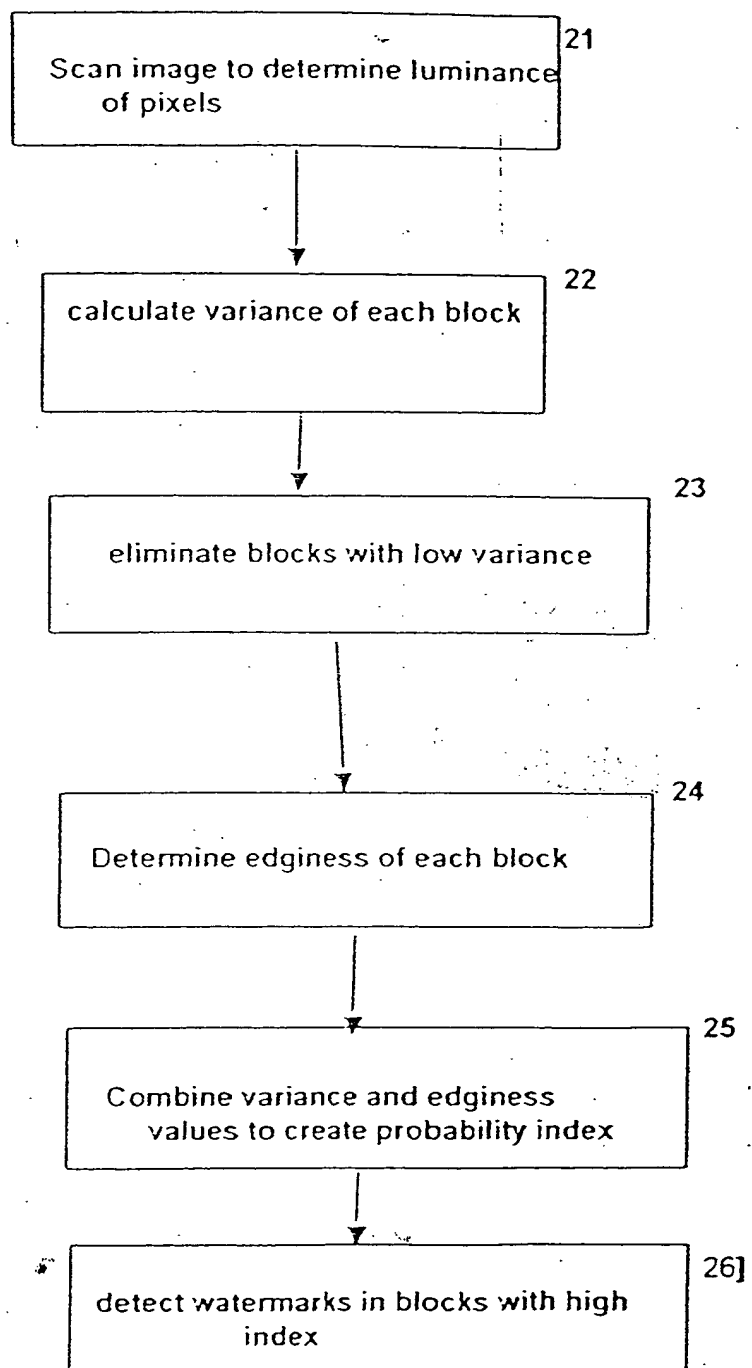 21
Scan image to determine luminance
of pixels
22
calculate variance of each block
23
eliminate blocks with low variance
24
Determine edginess of each block
25
Combine variance and edginess
values to create probability index
26]
detect watermarks in blocks with high
index